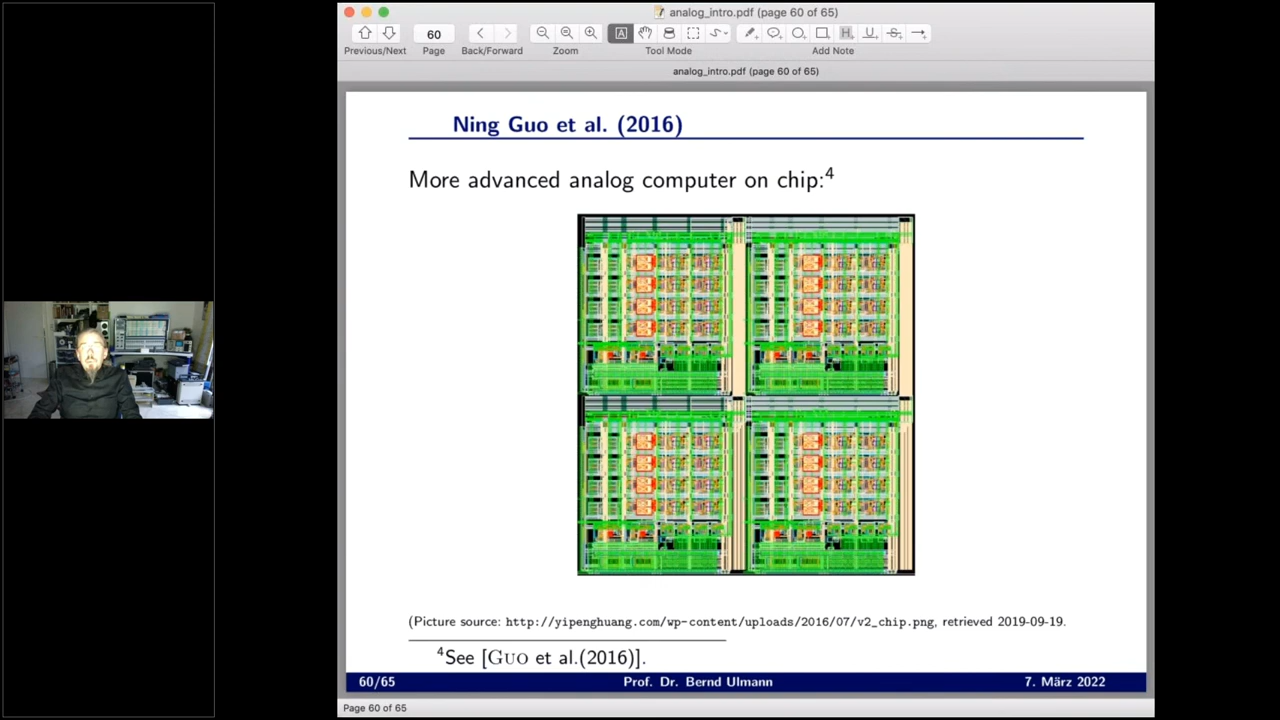 analog_intro.pdf (page 60 of 65)
60
A
H
U
S
Previous/Next
Page
Back/Forward
Zoom
Tool Mode
Add Note
analog_intro.pdf (page 60 of 65)
Ning Guo et al. (2016)
More advanced analog computer on chip:4
(Picture source: http://yipenghuang.com/wp-content/uploads/2016/07/v2_chip.png, retrieved 2019-09-19.
4See [Guo et al.(2016)].
60/65
Prof. Dr. Bernd Ulmann
7. März 2022
Page 60 of 65